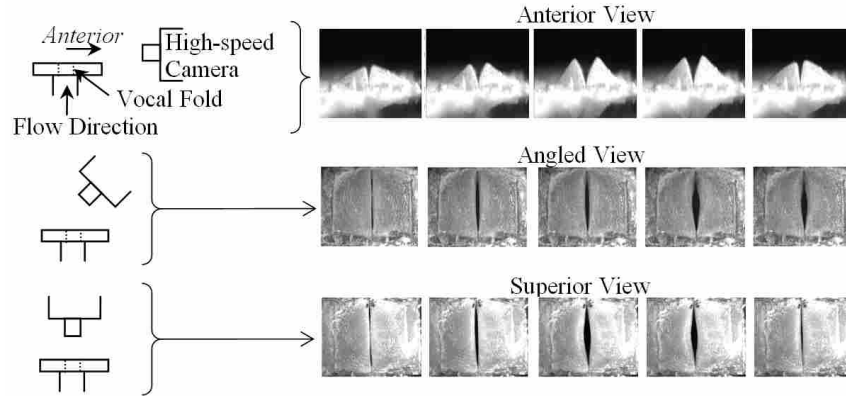 Anterior View
Anterior
High-speed
Camera
Vocal Fold
Flow Direction
Angled View
Superior View